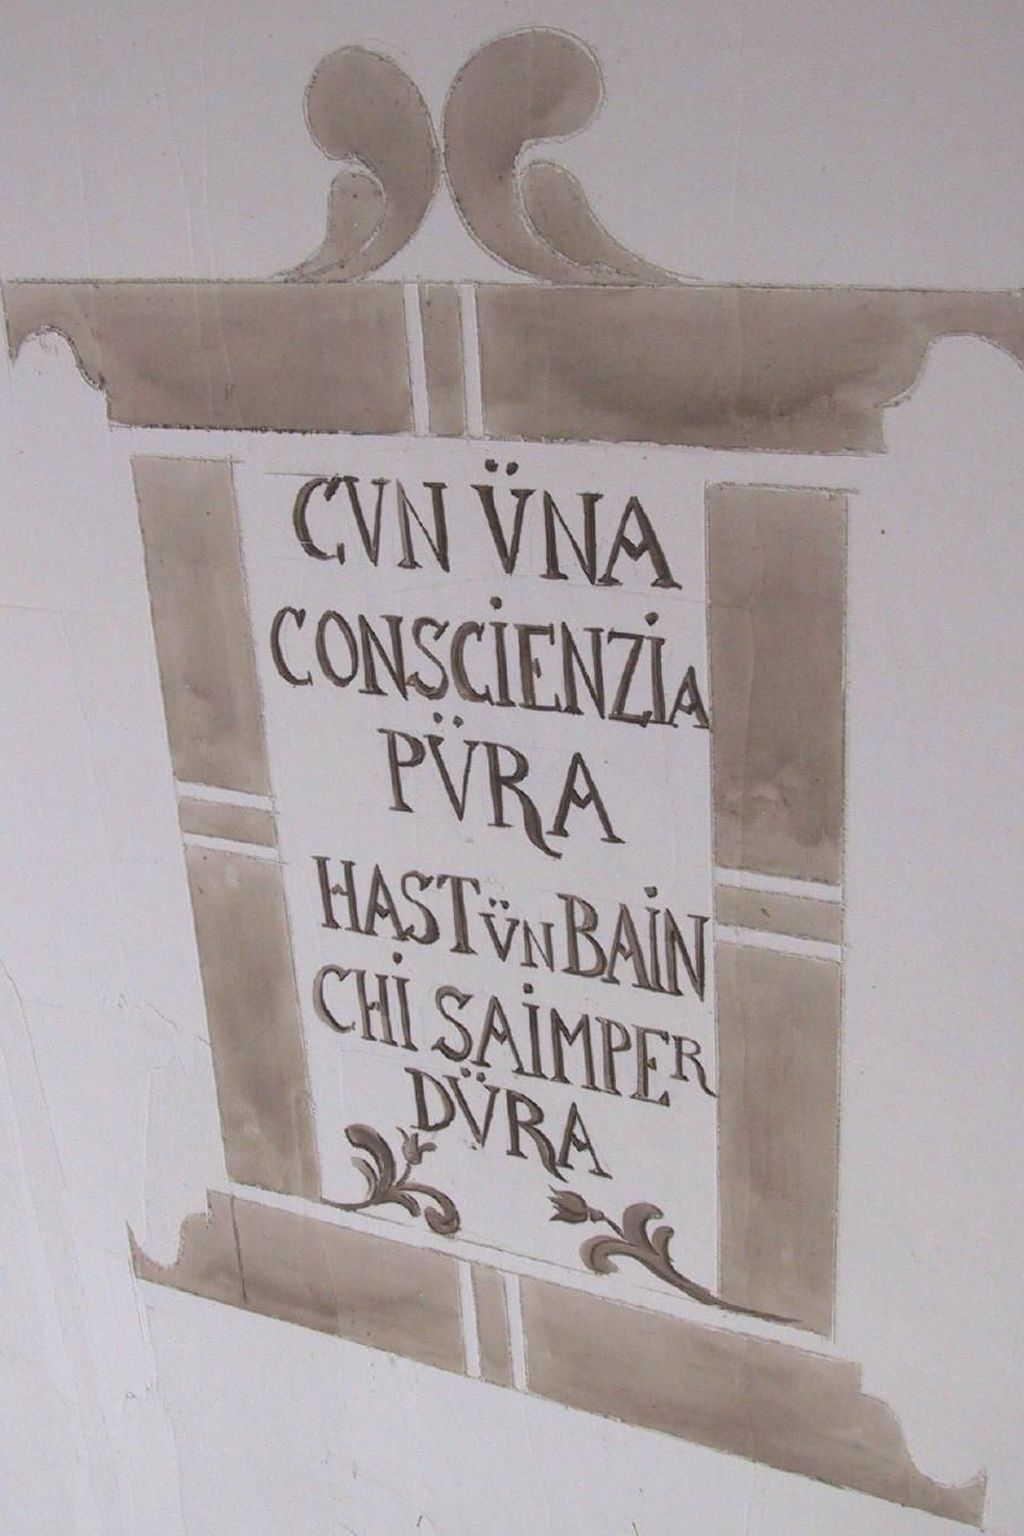 CVN ÜNA
CONSCIENZIA
PÜRA
HAST ÜN BAIN
CHI SAIMPER
DÜRA